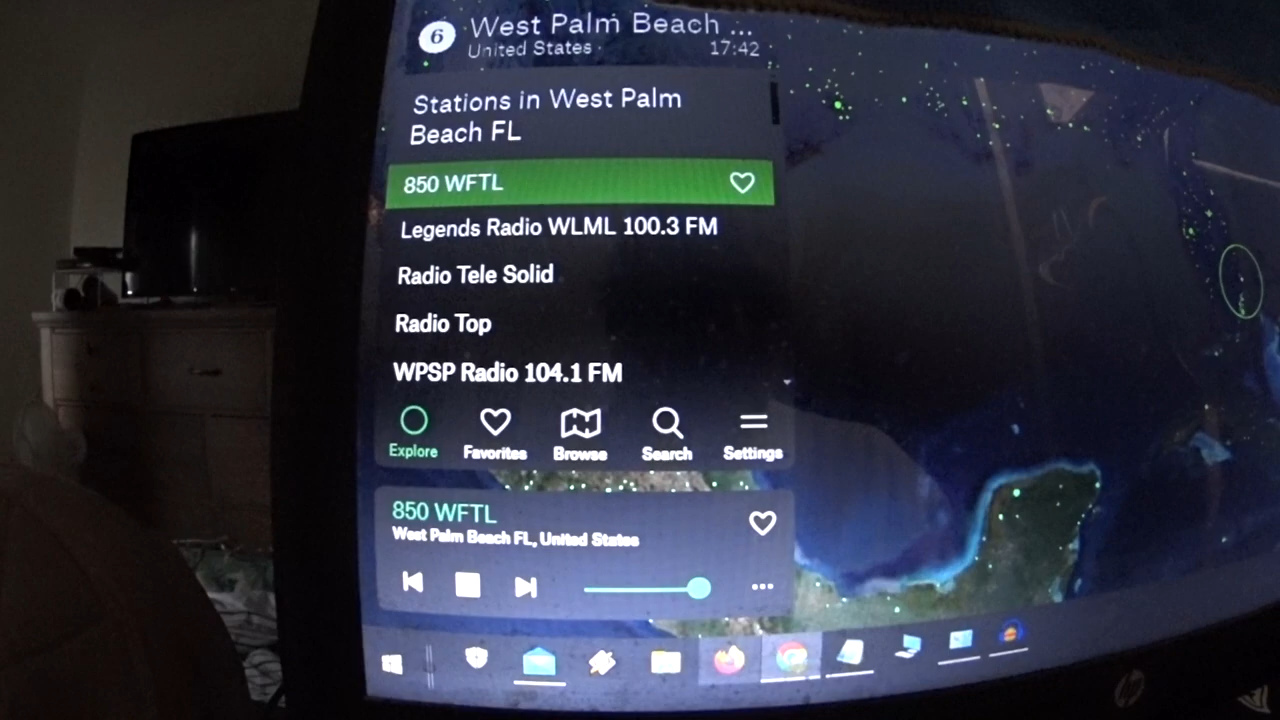 6
West Palm Beach ...
United States
17:42
Stations in West Palm
Beach FL
850 WFTL
Legends Radio WLML 100.3 FM
Radio Tele Solid
Radio Top
WPSP Radio 104.1 FM
Explore
Favorites
Browse
Search
Settings
850 WFTL
West Palm Beach FL, United States
hp